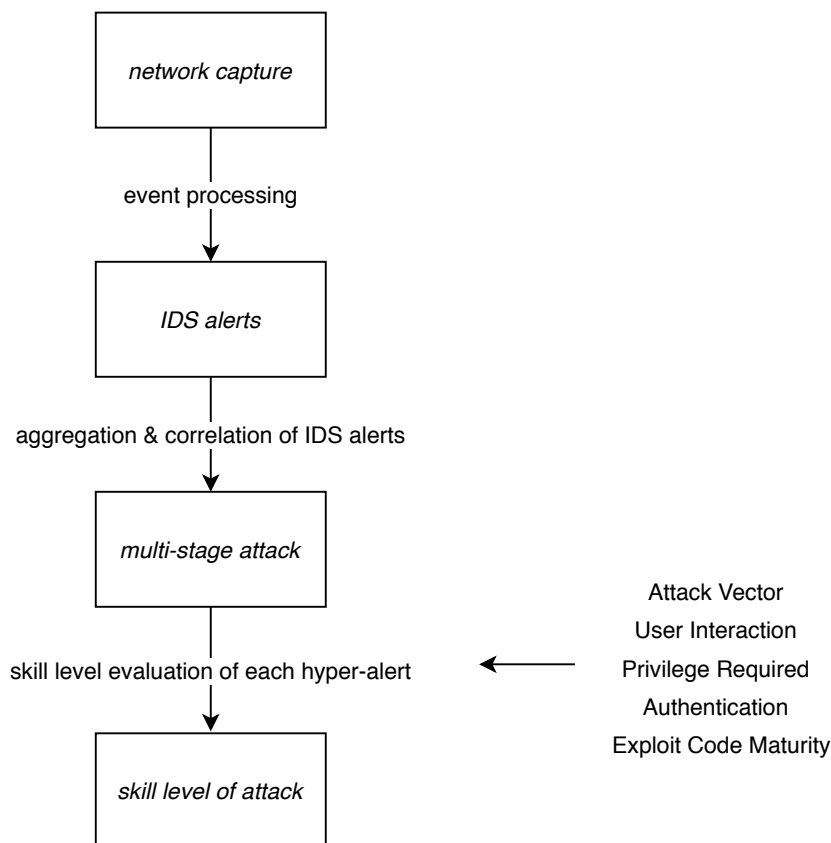 network capture
event processing
IDS alerts
aggregation & correlation of IDS alerts
multi-stage attack
skill level evaluation of each hyper-alert
Attack Vector
User Interaction
Privilege Required
Authentication
Exploit Code Maturity
skill level of attack